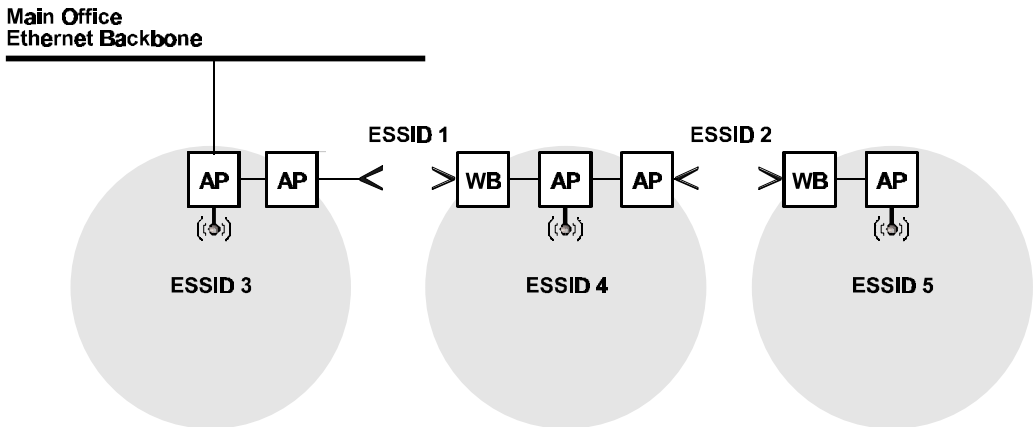 Main Office
Ethernet Backbone
ESSID 1
ESSID 2
AP
AP
WB
AP
AP
WB
AP
ESSID 3
ESSID 4
ESSID 5